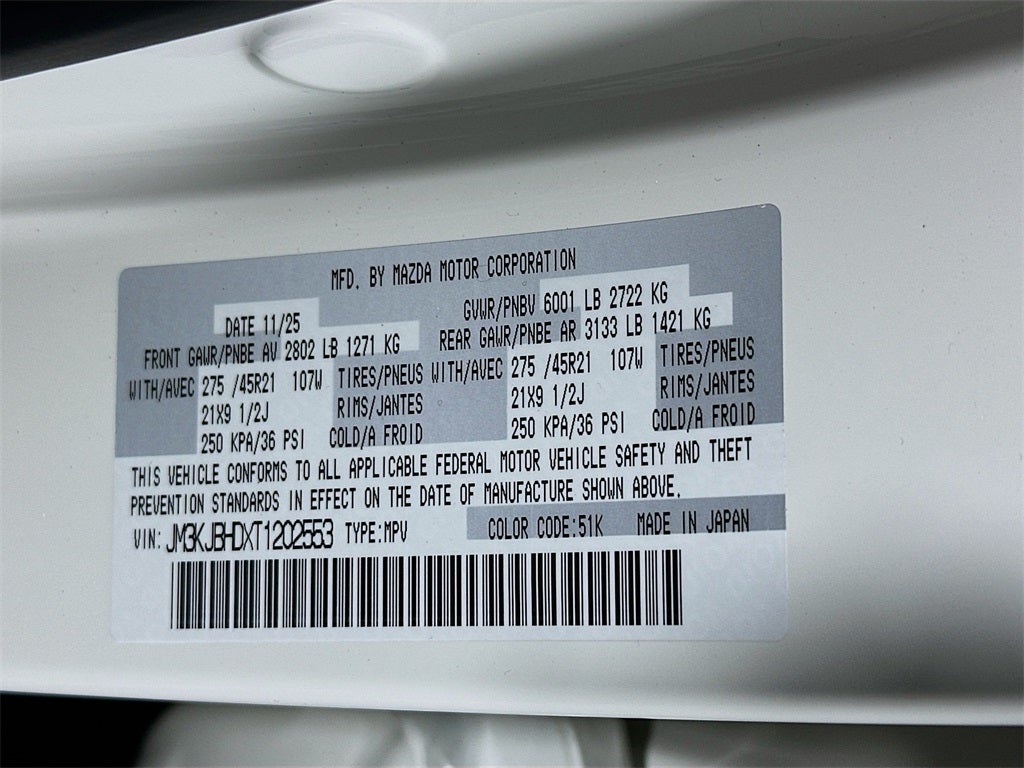 MFD. BY MAZDA MOTOR CORPORATION
DATE 11/25 GVWR/PNBV 6001 LB 2722 KG
FRONT GAWR/PNBE AV 2802 LB 1271 KG REAR GAWR/PNBE AR 3133 LB 1421 KG
WITH/AVEC 275 /45R21 107W TIRES/PNEUS WITH/AVEC 275 /45R21 107W TIRES/PNEUS
21X9 1/2J RIMS/JANTES 21X9 1/2J RIMS/JANTES
250 KPA/36 PSI COLD/A FROID 250 KPA/36 PSI COLD/A FROID
THIS VEHICLE CONFORMS TO ALL APPLICABLE FEDERAL MOTOR VEHICLE SAFETY AND THEFT
PREVENTION STANDARDS IN EFFECT ON THE DATE OF MANUFACTURE SHOWN ABOVE.
VIN: JM3KJBHDXT1202553 TYPE:MPV COLOR CODE:51K MADE IN JAPAN